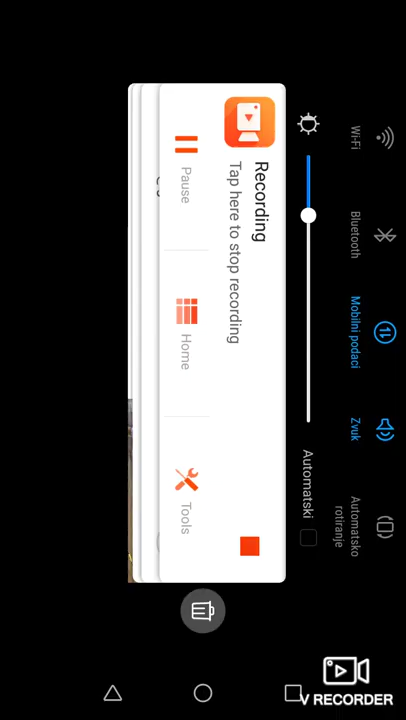 Wi-Fi
Bluetooth
Mobilni podaci
Zvuk
Automatsko
rotiranje
Automatski
Recording
Tap here to stop recording
Pause
Home
Tools
V RECORDER